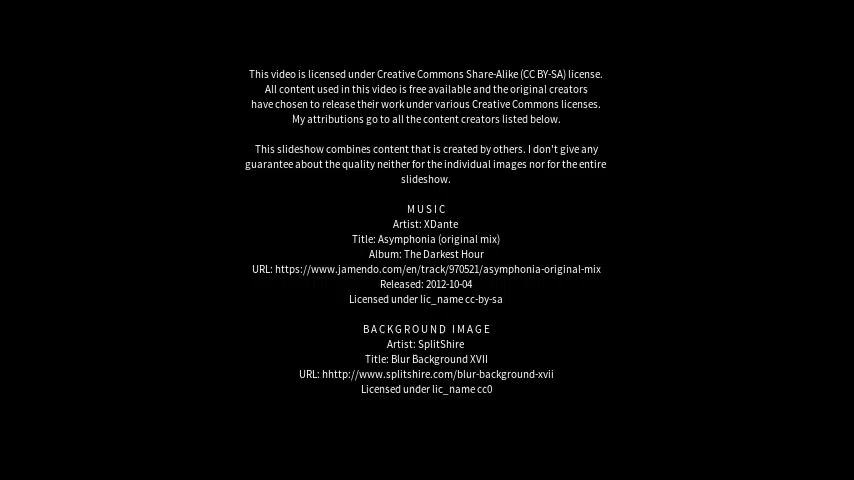 This video is licensed under Creative Commons Share-Alike (CC BY-SA) license.
All content used in this video is free available and the original creators
have chosen to release their work under various Creative Commons licenses.
My attributions go to all the content creators listed below.
This slideshow combines content that is created by others. I don't give any
guarantee about the quality neither for the individual images nor for the entire
slideshow.
MUSIC
Artist: XDante
Title: Asymphonia (original mix)
Album: The Darkest Hour
URL: https://www.jamendo.com/en/track/970521/asymphonia-original-mix
Released: 2012-10-04
Licensed under lic_name cc-by-sa
BACKGROUND IMAGE
Artist: SplitShire
Title: Blur Background XVII
URL: hhttp://www.splitshire.com/blur-background-xvii
Licensed under lic_name cc0